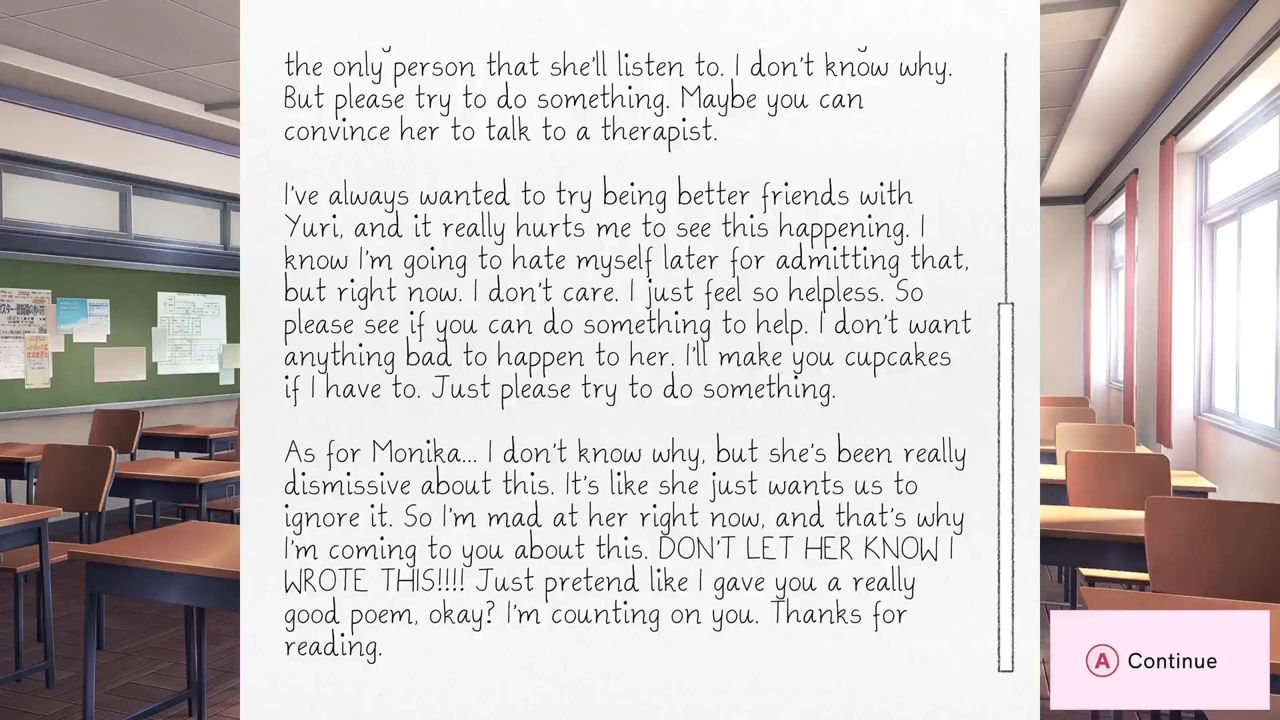 the only person that she'll listen to. I don't know why.
But please try to do something. Maybe you can
convince her to talk to a therapist.
I've always wanted to try being better friends with
Yuri, and it really hurts me to see this happening. I
know I'm going to hate myself later for admitting that,
but right now. I don't care. I just feel so helpless. So
please see if you can do something to help. I don't want
anything bad to happen to her. I'll make you cupcakes
if I have to. Just please try to do something.
As for Monika... I don't know why, but she's been really
dismissive about this. It's like she just wants us to
ignore it. So I'm mad at her right now, and that's why
I'm coming to you about this. DON'T LET HER KNOW I
WROTE THIS!!!! Just pretend like I gave you a really
good poem, okay? I'm counting on you. Thanks for
reading.
A Continue